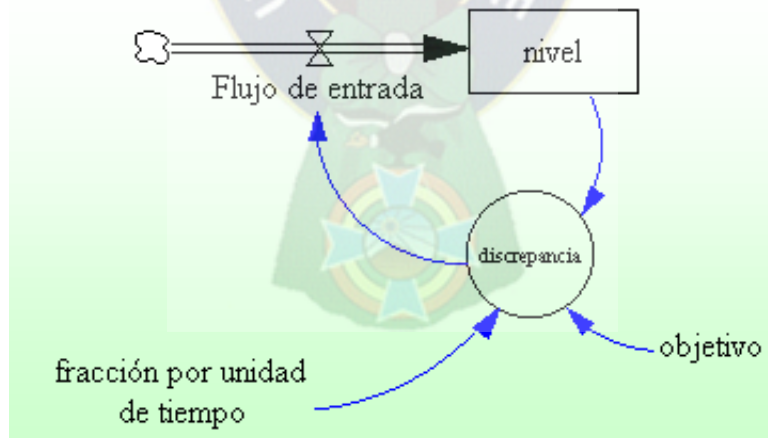 nivel
Flujo de entrada
discrepancia
objetivo
fracción por unidad
de tiempo